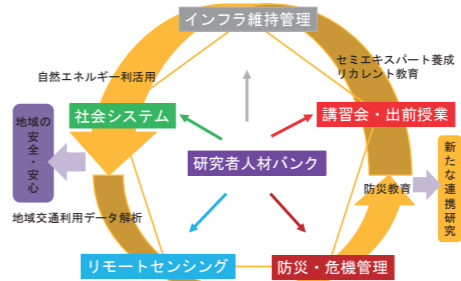 インフラ維持管理
セミエキスパート養成
リカレント教育
自然エネルギー利活用
社会システム
講習会・出前授業
地域の
安全・
安心
研究者人材バンク
新たな連携研究
防災教育
地域交通利用データ解析
リモートセンシング
防災・危機管理